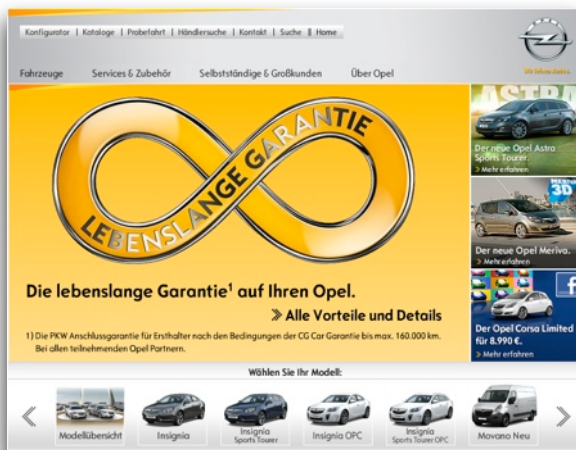 Konfigurator | Kataloge | Probefahrt | Händlersuche | Kontakt | Suche || Home
Wir leben Autos.
Fahrzeuge Services & Zubehör Selbstständige & Großkunden Über Opel
LEBENSLANGE GARANTIE
ASTRA
Der neue Opel Astra
Sports Tourer.
» Mehr erfahren
3D
Der neue Opel Meriva.
» Mehr erfahren
Die lebenslange Garantie¹ auf Ihren Opel.
» Alle Vorteile und Details
1) Die PKW Anschlussgarantie für Ersthalter nach den Bedingungen der CG Car Garantie bis max. 160.000 km.
Bei allen teilnehmenden Opel Partnern.
f
Der Opel Corsa Limited
für 8.990 €.
» Mehr erfahren
Wählen Sie Ihr Modell:
Modellübersicht
Insignia
Insignia
Sports Tourer
Insignia OPC
Insignia
Sports Tourer OPC
Movano Neu